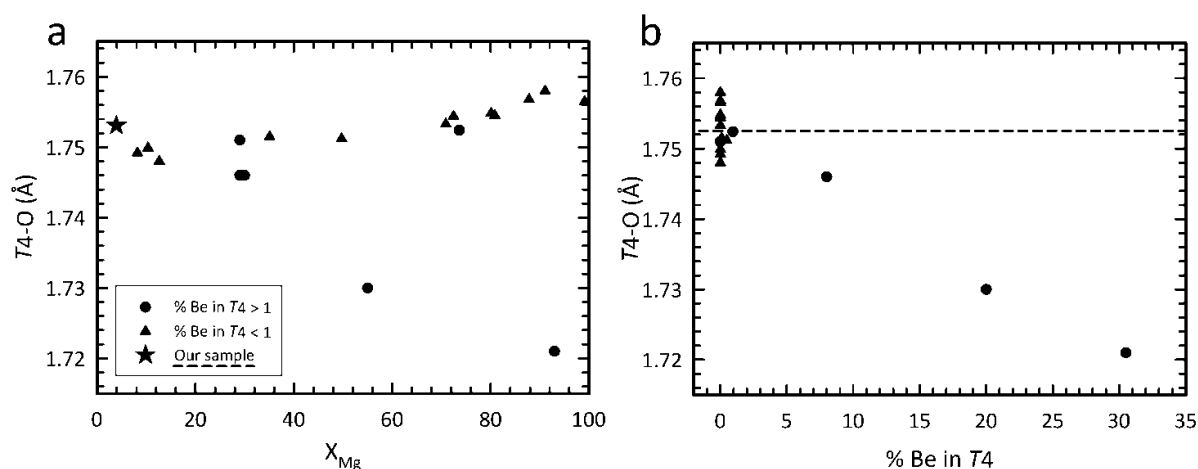 a
1.76
1.75
1.74
1.73
1.72
T4-O (Å)
0 20 40 60 80 100
X_Mg
% Be in T4 > 1
% Be in T4 < 1
Our sample
b
1.76
1.75
1.74
1.73
1.72
T4-O (Å)
0 5 10 15 20 25 30 35
% Be in T4